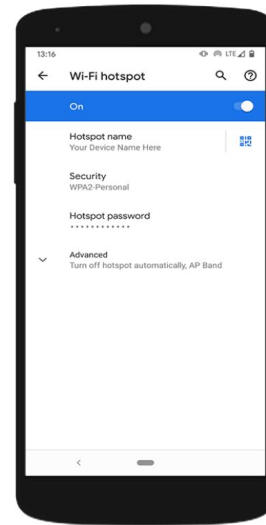 13:16
LTE
Wi-Fi hotspot
On
Hotspot name
Your Device Name Here
Security
WPA2-Personal
Hotspot password
••••••••••••
Advanced
Turn off hotspot automatically, AP Band